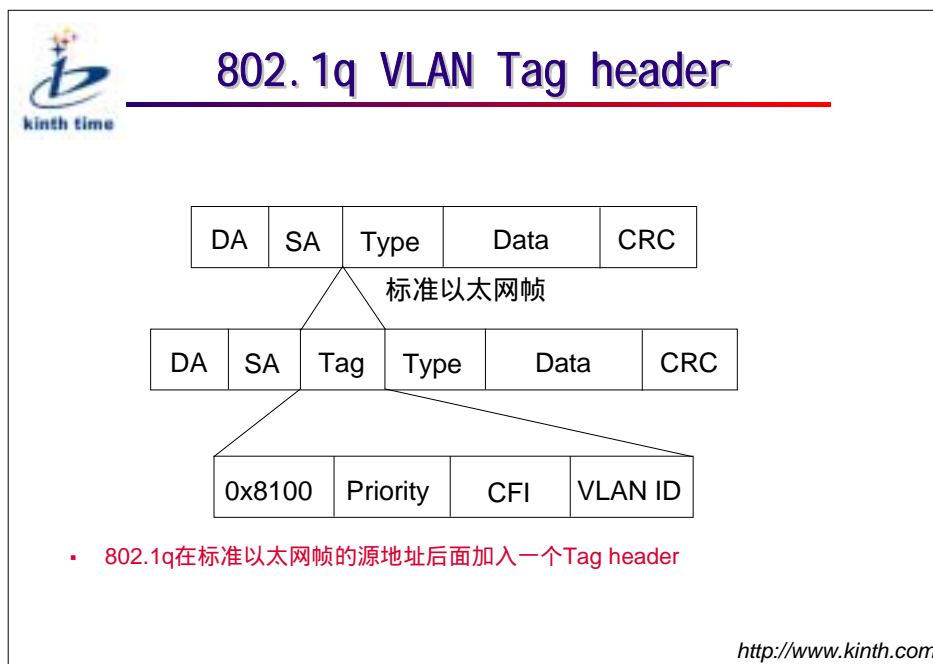 802.1q VLAN Tag header
kinth time
DA SA Type Data CRC
标准以太网帧
DA SA Tag Type Data CRC
0x8100 Priority CFI VLAN ID
▪ 802.1q在标准以太网帧的源地址后面加入一个Tag header
http://www.kinth.com